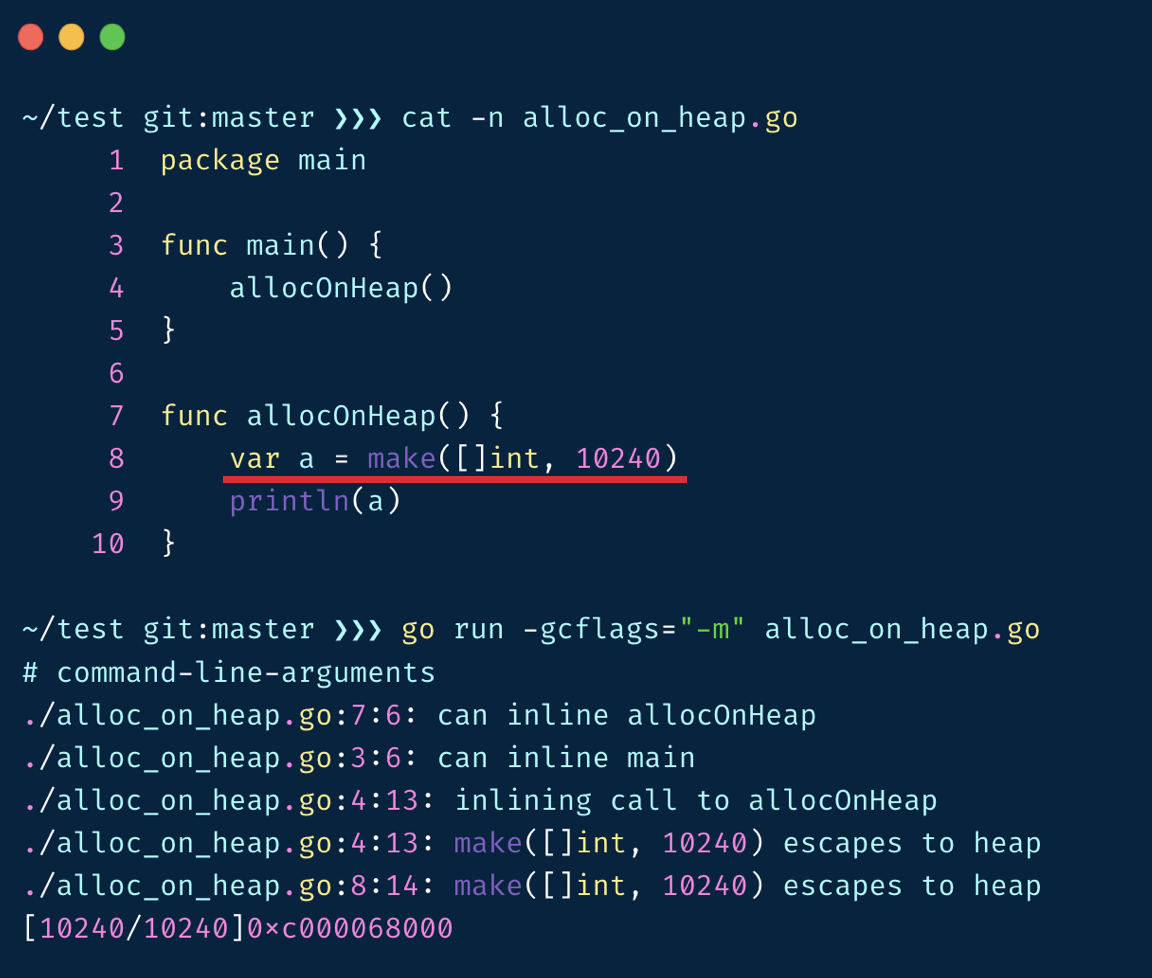 ~/test git:master ❯❯❯ cat -n alloc_on_heap.go
1 package main
2
3 func main() {
4     allocOnHeap()
5 }
6
7 func allocOnHeap() {
8     var a = make([]int, 10240)
9     println(a)
10 }
~/test git:master ❯❯❯ go run -gcflags="-m" alloc_on_heap.go
# command-line-arguments
./alloc_on_heap.go:7:6: can inline allocOnHeap
./alloc_on_heap.go:3:6: can inline main
./alloc_on_heap.go:4:13: inlining call to allocOnHeap
./alloc_on_heap.go:4:13: make([]int, 10240) escapes to heap
./alloc_on_heap.go:8:14: make([]int, 10240) escapes to heap
[10240/10240]0xc000068000